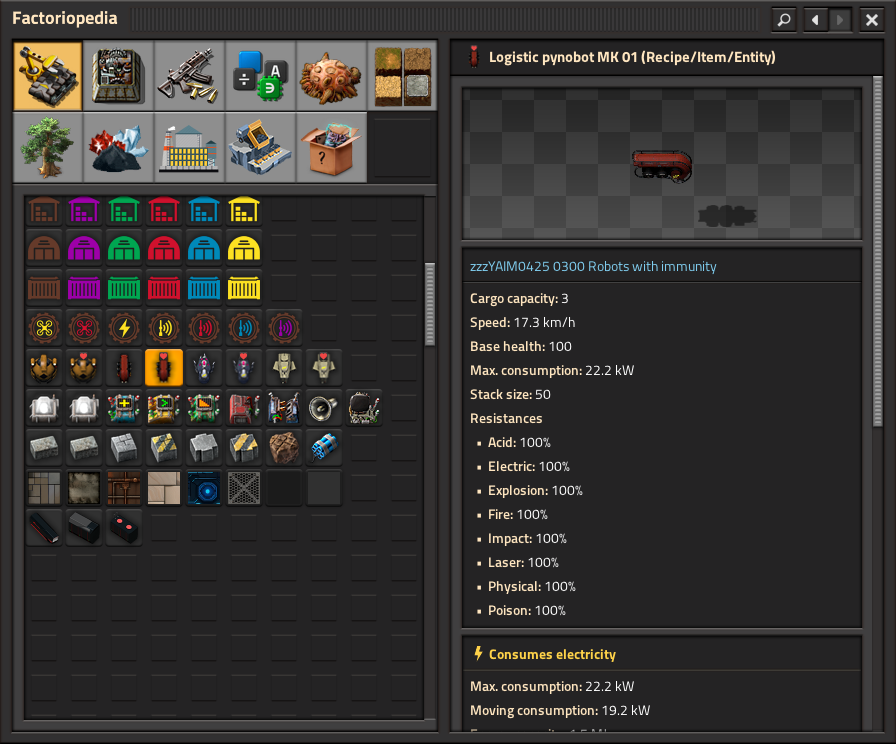 Factoriopedia
Logistic pynobot MK 01 (Recipe/Item/Entity)
zzzYAIM0425 0300 Robots with immunity
Cargo capacity: 3
Speed: 17.3 km/h
Base health: 100
Max. consumption: 22.2 kW
Stack size: 50
Resistances
▪ Acid: 100%
▪ Electric: 100%
▪ Explosion: 100%
▪ Fire: 100%
▪ Impact: 100%
▪ Laser: 100%
▪ Physical: 100%
▪ Poison: 100%
Consumes electricity
Max. consumption: 22.2 kW
Moving consumption: 19.2 kW